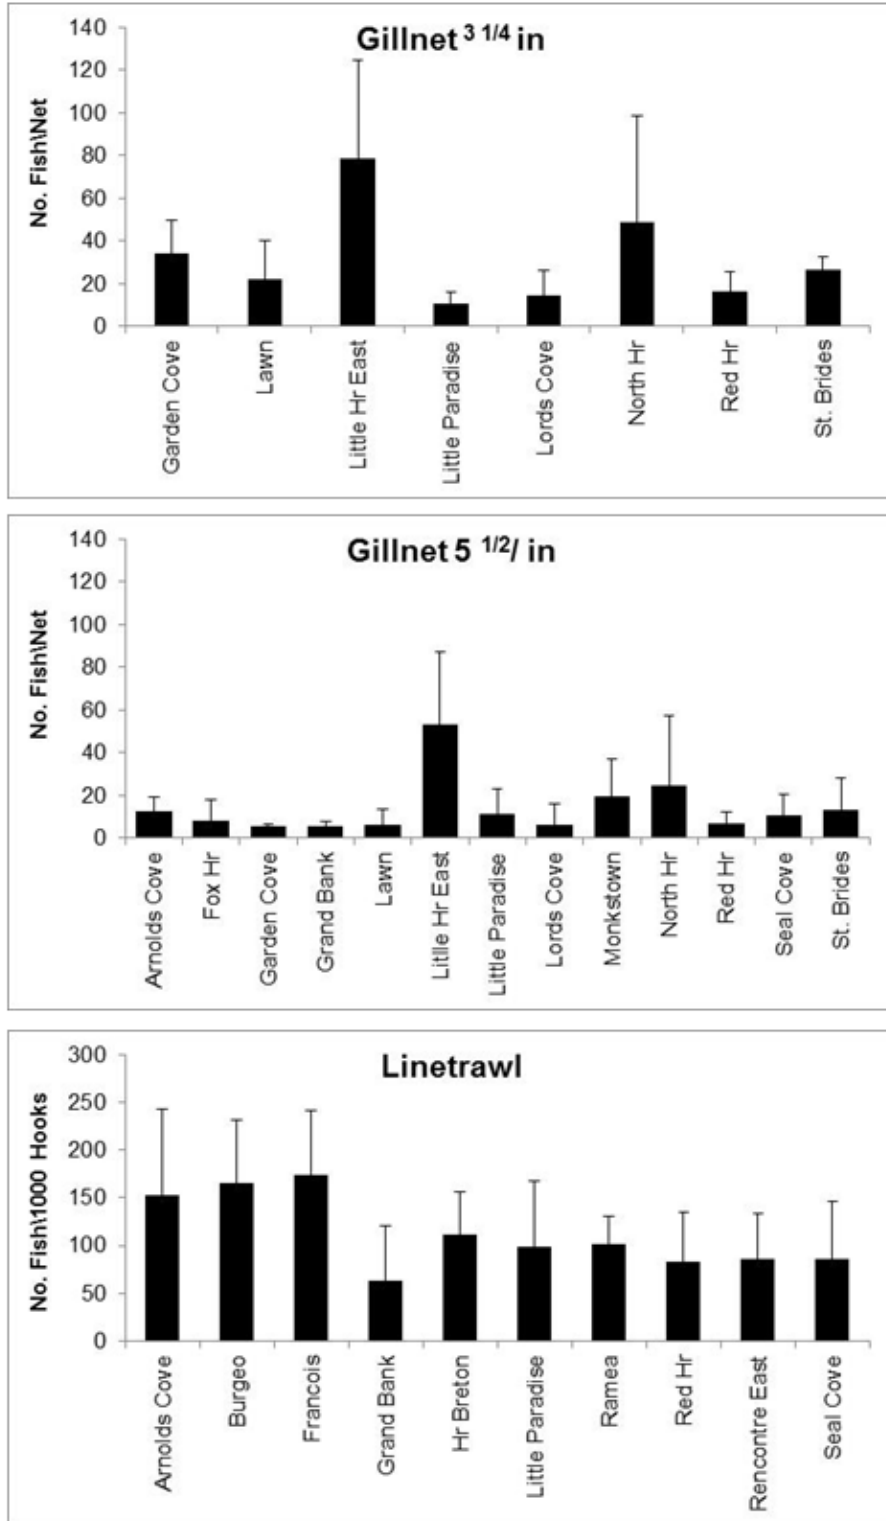 Gillnet 3 1/4 in
No. Fish\Net
140
120
100
80
60
40
20
0
Garden Cove
Lawn
Little Hr East
Little Paradise
Lords Cove
North Hr
Red Hr
St. Brides
Gillnet 5 1/2/ in
No. Fish\Net
140
120
100
80
60
40
20
0
Arnolds Cove
Fox Hr
Garden Cove
Grand Bank
Lawn
Litlle Hr East
Little Paradise
Lords Cove
Monkstown
North Hr
Red Hr
Seal Cove
St. Brides
Linetrawl
No. Fish\1000 Hooks
300
250
200
150
100
50
0
Arnolds Cove
Burgeo
Francois
Grand Bank
Hr Breton
Little Paradise
Ramea
Red Hr
Rencontre East
Seal Cove